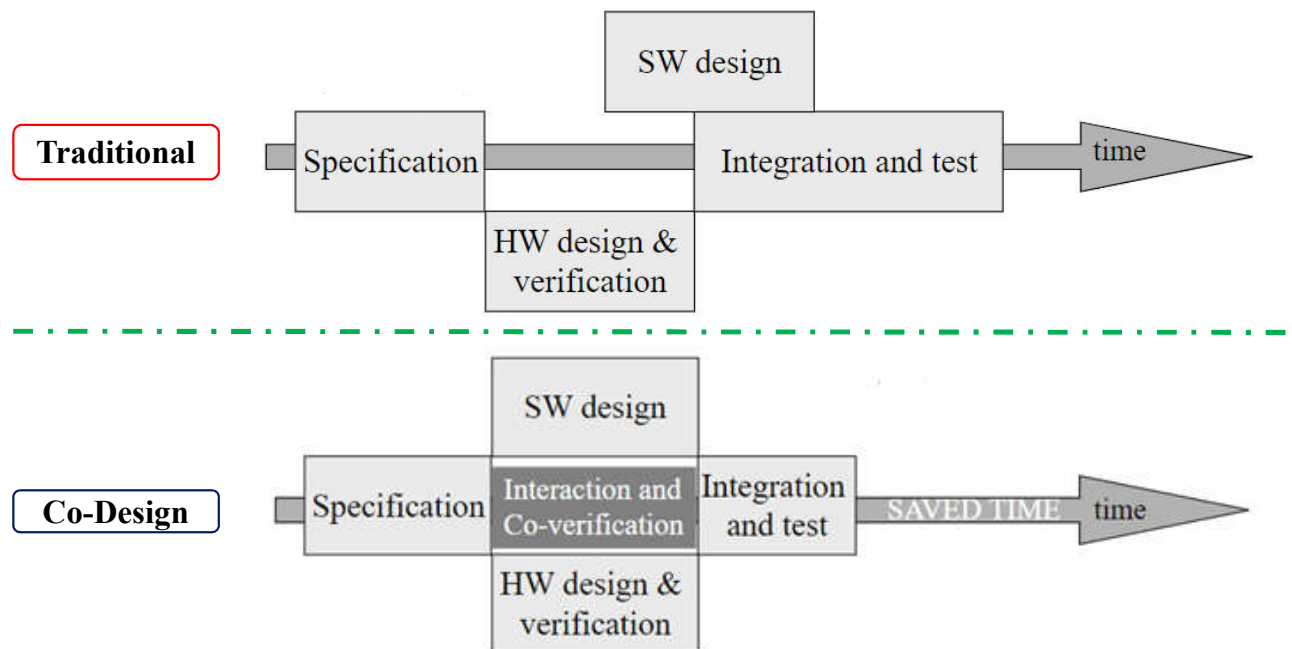 SW design
Traditional
Specification
Integration and test
time
HW design &
verification
SW design
Co-Design
Specification
Interaction and
Co-verification
Integration
and test
SAVED TIME
time
HW design &
verification